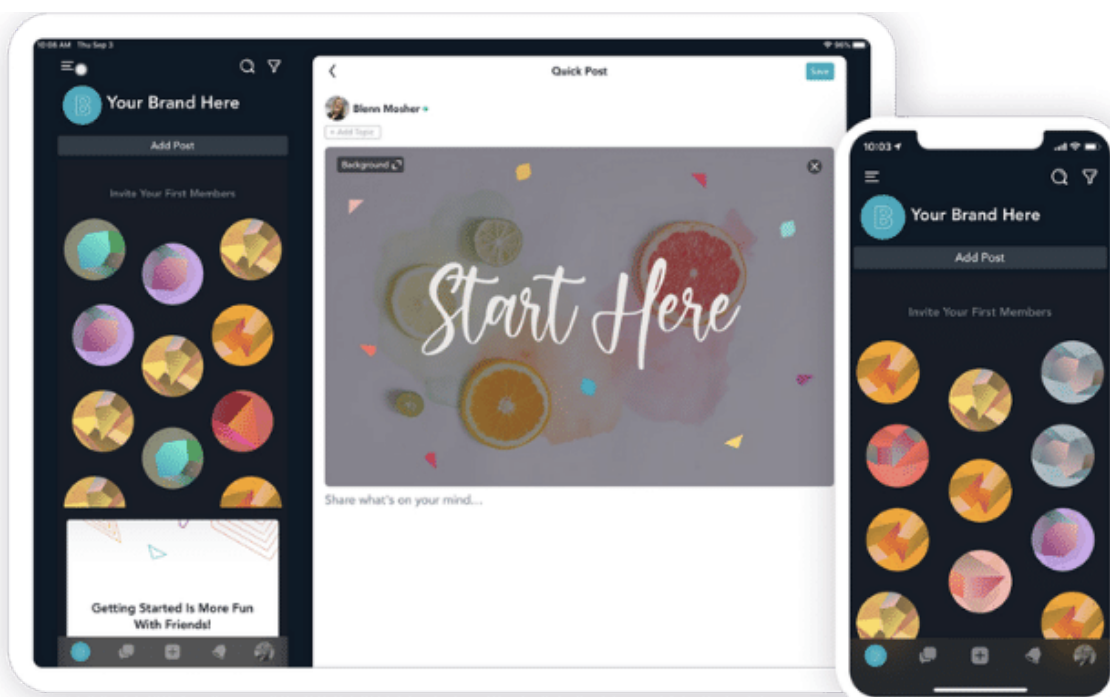 10:08 AM Thu Sep 3
96%
B Your Brand Here
Add Post
Invite Your First Members
Getting Started Is More Fun
With Friends!
B
Quick Post
Save
Blenn Mosher
+ Add Topic
Background
Start Here
Share what's on your mind...
10:03
B Your Brand Here
Add Post
Invite Your First Members
B